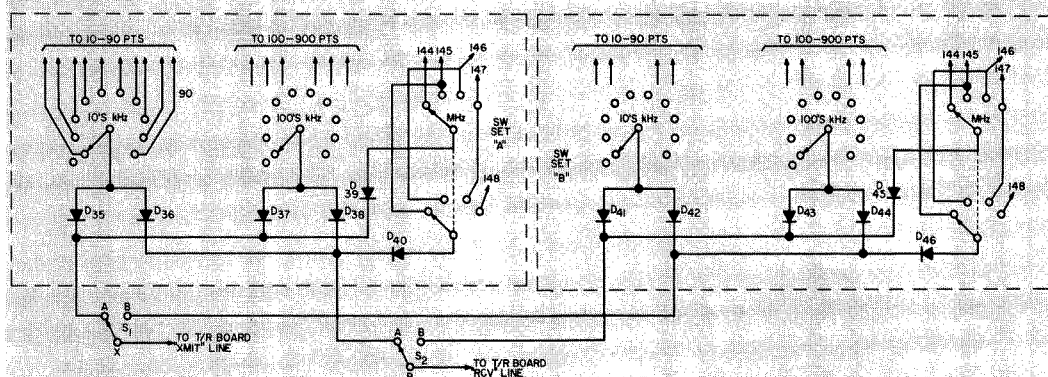 TO 10-90 PTS
TO 100-900 PTS
144 145
146
147
90
10'S kHz
100'S kHz
MHz
SW
SET
"A"
148
D39
D35
D36
D37
D38
D40
A
B
S1
X
TO T/R BOARD
"XMIT" LINE
A
B
S2
R
TO T/R BOARD
"RCV" LINE
TO 10-90 PTS
TO 100-900 PTS
144 145
146
147
10'S kHz
100'S kHz
MHz
SW
SET
"B"
148
D45
D41
D42
D43
D44
D46